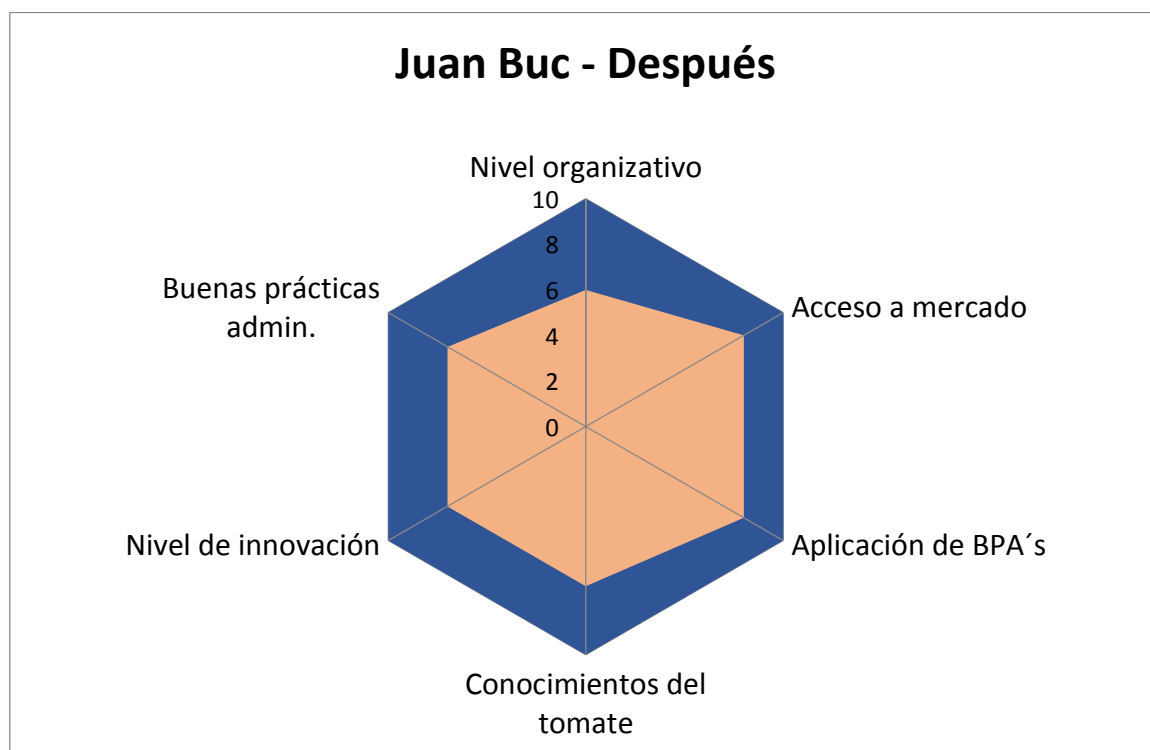 Juan Buc - Después
Nivel organizativo
10
8
6
4
2
0
Acceso a mercado
Aplicación de BPA´s
Conocimientos del
tomate
Nivel de innovación
Buenas prácticas
admin.